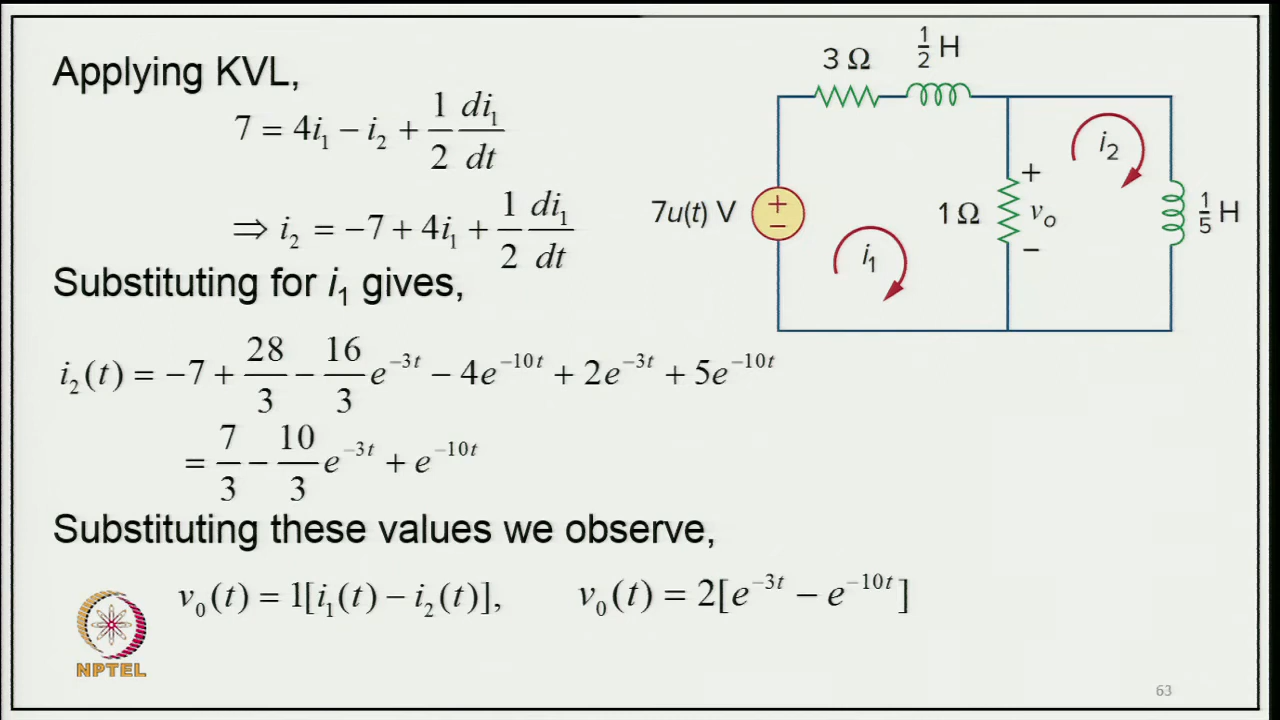 Applying KVL,
7 = 4i₁ − i₂ + 1/2 di₁/dt
⇒ i₂ = −7 + 4i₁ + 1/2 di₁/dt
Substituting for i₁ gives,
i₂(t) = −7 + 28/3 − 16/3 e^{−3t} − 4e^{−10t} + 2e^{−3t} + 5e^{−10t}
= 7/3 − 10/3 e^{−3t} + e^{−10t}
Substituting these values we observe,
v₀(t) = 1[i₁(t) − i₂(t)], v₀(t) = 2[e^{−3t} − e^{−10t}]
3 Ω
1/2 H
7u(t) V
+
−
i₁
1 Ω
+
vₒ
−
i₂
1/5 H
NPTEL
63